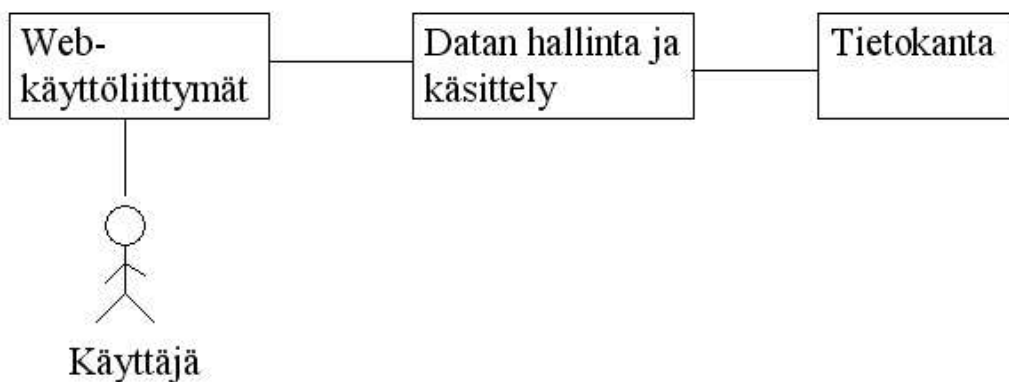 Web-
käyttöliittymät
Datan hallinta ja
käsittely
Tietokanta
Käyttäjä